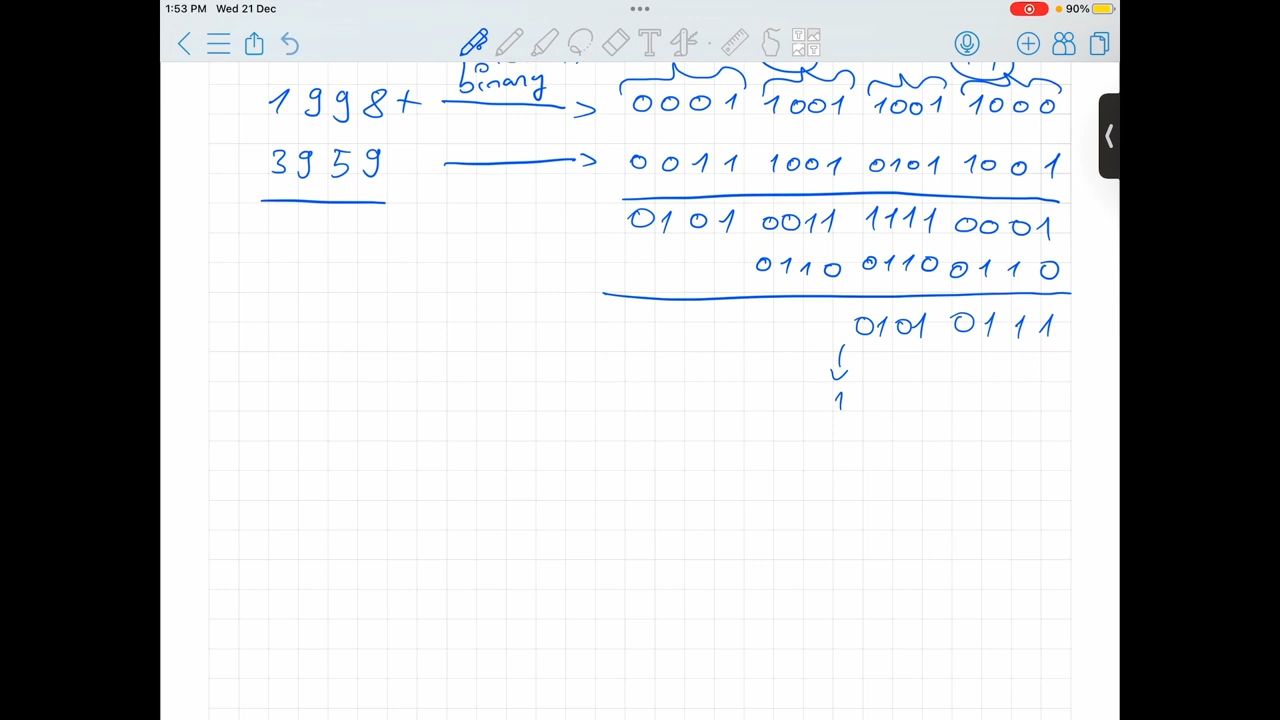 1:53 PM Wed 21 Dec 90%
binary
1998+ 0001 1001 1001 1000
3959 0011 1001 0101 1001
0101 0011 1111 0001
0110 0110 0110
0101 0111
1